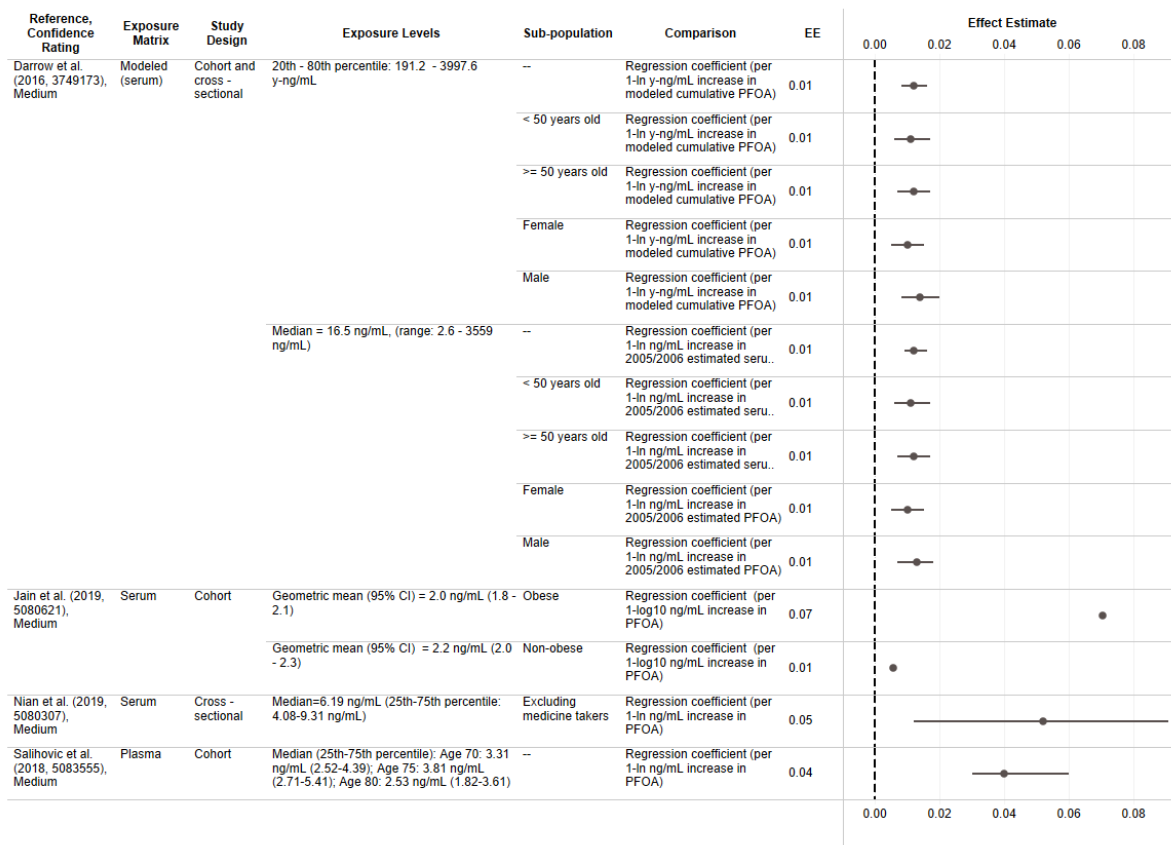 Reference, Confidence Rating
Exposure Matrix
Study Design
Exposure Levels
Sub-population
Comparison
EE
Effect Estimate
0.00 0.02 0.04 0.06 0.08
Darrow et al.
(2016, 3749173),
Medium
Modeled
(serum)
Cohort and
cross -
sectional
20th - 80th percentile: 191.2 - 3997.6
y-ng/mL
--
Regression coefficient (per
1-ln y-ng/mL increase in
modeled cumulative PFOA)
0.01
< 50 years old
Regression coefficient (per
1-ln y-ng/mL increase in
modeled cumulative PFOA)
0.01
>= 50 years old
Regression coefficient (per
1-ln y-ng/mL increase in
modeled cumulative PFOA)
0.01
Female
Regression coefficient (per
1-ln y-ng/mL increase in
modeled cumulative PFOA)
0.01
Male
Regression coefficient (per
1-ln y-ng/mL increase in
modeled cumulative PFOA)
0.01
Median = 16.5 ng/mL, (range: 2.6 - 3559
ng/mL)
--
Regression coefficient (per
1-ln ng/mL increase in
2005/2006 estimated seru..
0.01
< 50 years old
Regression coefficient (per
1-ln ng/mL increase in
2005/2006 estimated seru..
0.01
>= 50 years old
Regression coefficient (per
1-ln ng/mL increase in
2005/2006 estimated seru..
0.01
Female
Regression coefficient (per
1-ln ng/mL increase in
2005/2006 estimated PFOA)
0.01
Male
Regression coefficient (per
1-ln ng/mL increase in
2005/2006 estimated PFOA)
0.01
Jain et al. (2019,
5080621),
Medium
Serum
Cohort
Geometric mean (95% CI) = 2.0 ng/mL (1.8 -
2.1)
Obese
Regression coefficient (per
1-log10 ng/mL increase in
PFOA)
0.07
Geometric mean (95% CI) = 2.2 ng/mL (2.0
- 2.3)
Non-obese
Regression coefficient (per
1-log10 ng/mL increase in
PFOA)
0.01
Nian et al. (2019,
5080307),
Medium
Serum
Cross -
sectional
Median=6.19 ng/mL (25th-75th percentile:
4.08-9.31 ng/mL)
Excluding
medicine takers
Regression coefficient (per
1-ln ng/mL increase in
PFOA)
0.05
Salihovic et al.
(2018, 5083555),
Medium
Plasma
Cohort
Median (25th-75th percentile): Age 70: 3.31
ng/mL (2.52-4.39); Age 75: 3.81 ng/mL
(2.71-5.41); Age 80: 2.53 ng/mL (1.82-3.61)
--
Regression coefficient (per
1-ln ng/mL increase in
PFOA)
0.04
0.00 0.02 0.04 0.06 0.08